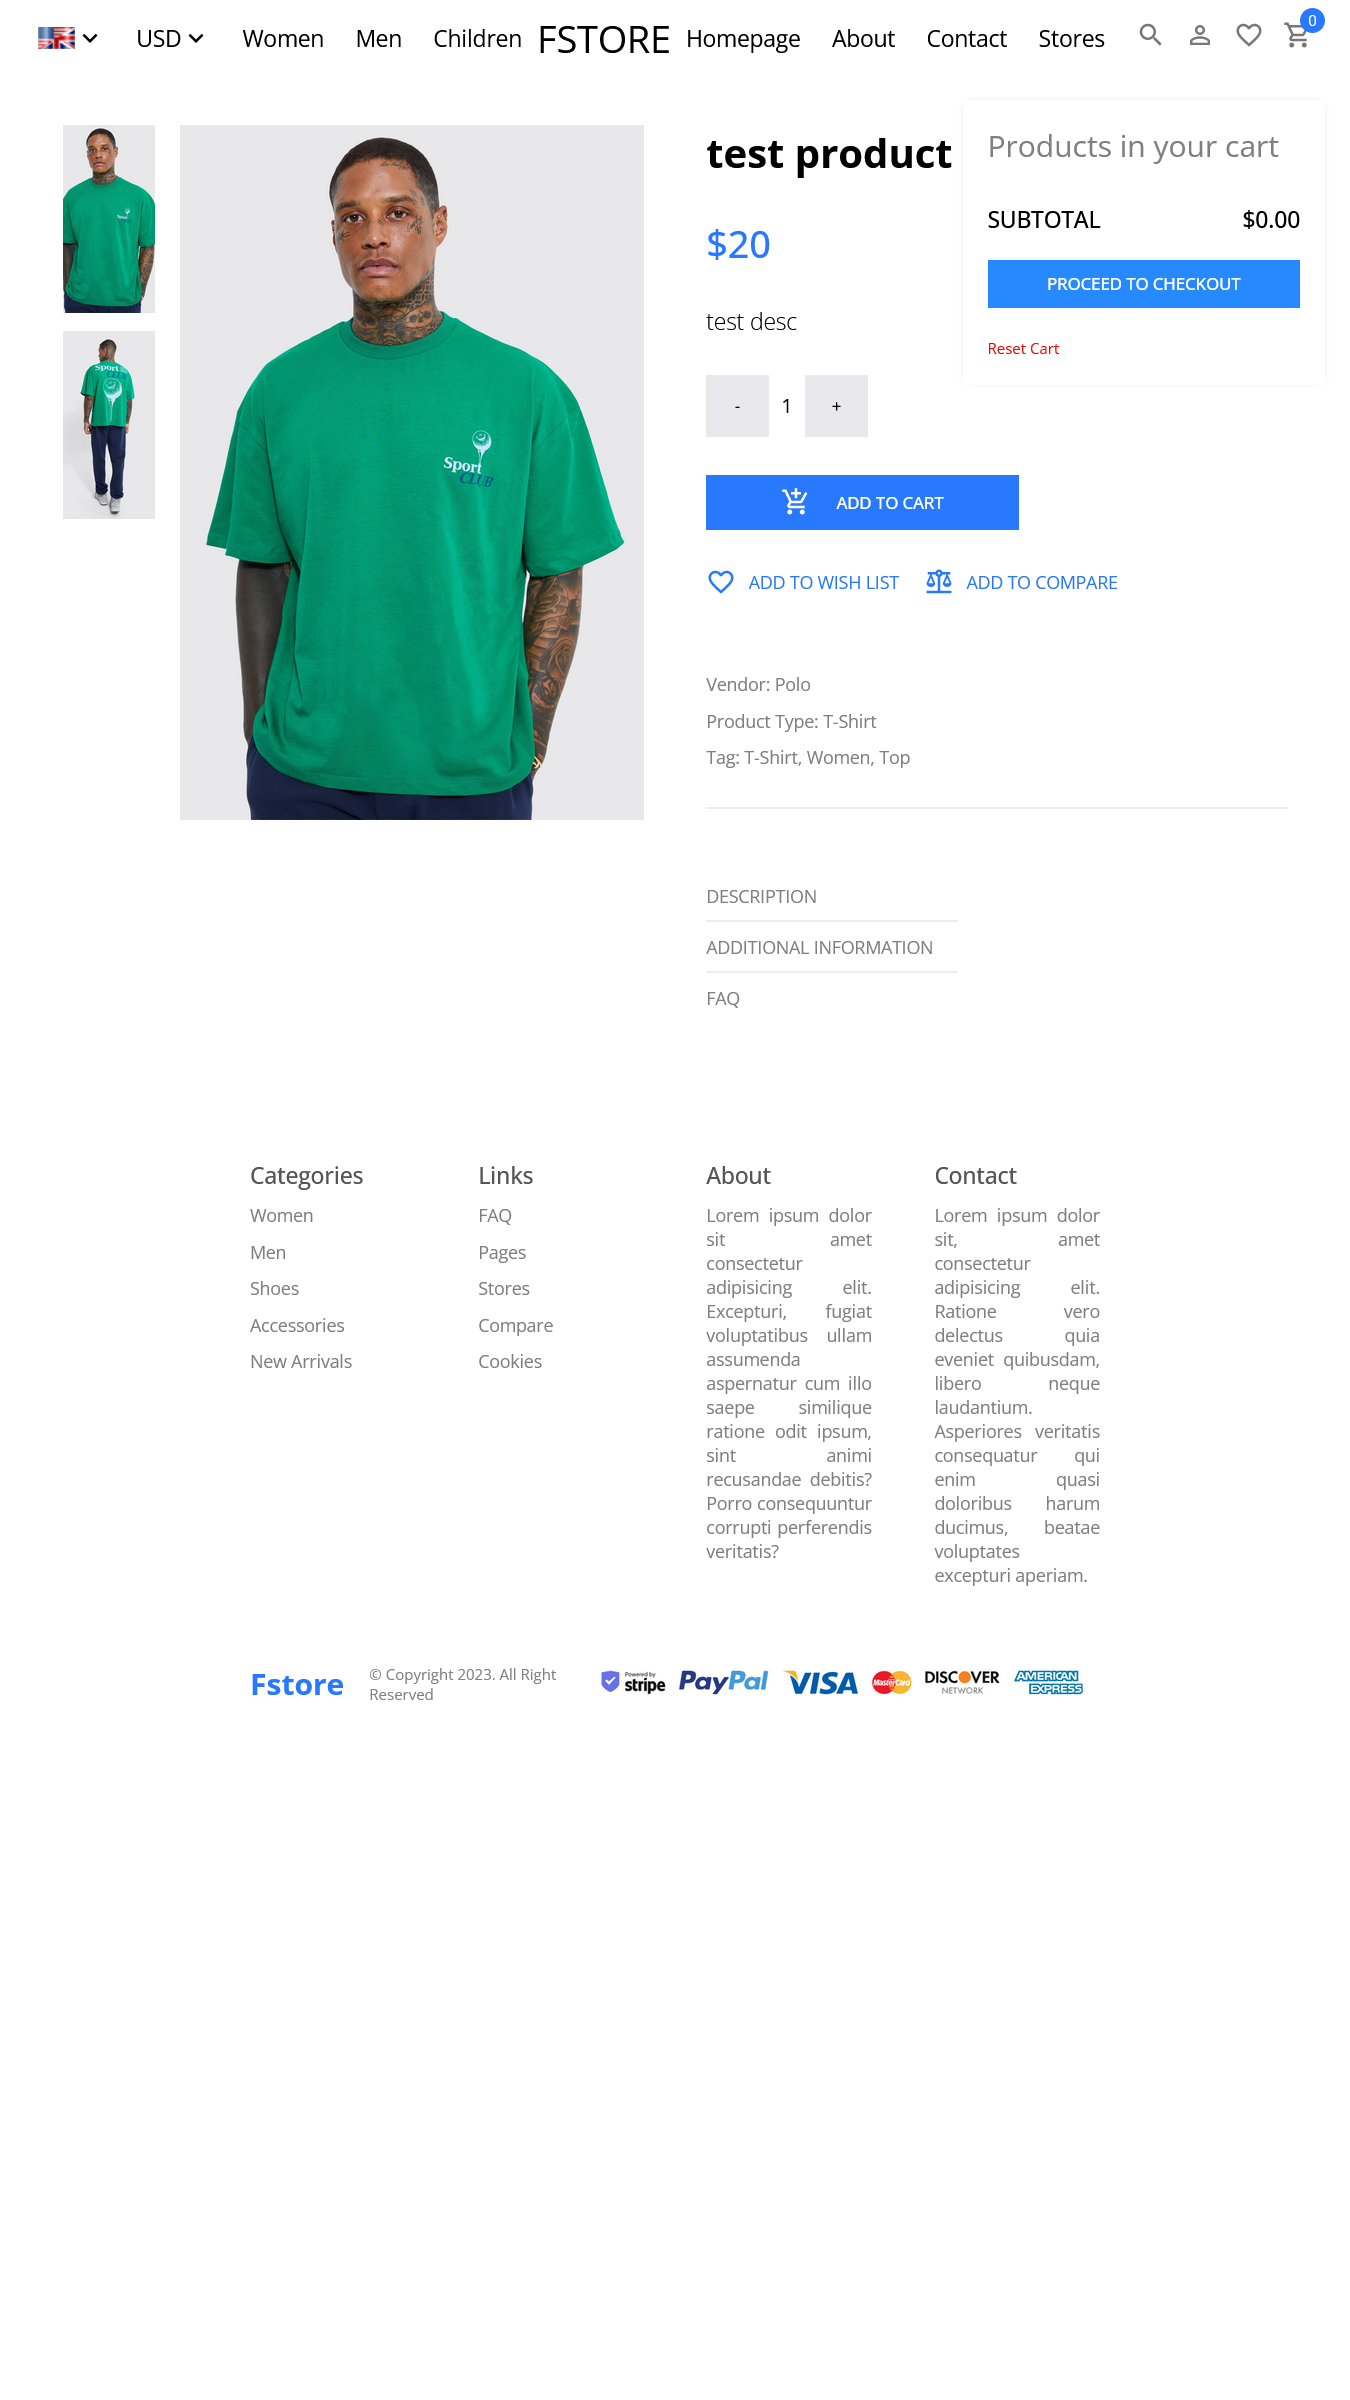 USD Women Men Children FSTORE Homepage About Contact Stores 0
Sport
CLUB
Sport
CLUB
Sport
CLUB
test product
$20
test desc
- 1 +
ADD TO CART
ADD TO WISH LIST ADD TO COMPARE
Vendor: Polo
Product Type: T-Shirt
Tag: T-Shirt, Women, Top
DESCRIPTION
ADDITIONAL INFORMATION
FAQ
Products in your cart
SUBTOTAL $0.00
PROCEED TO CHECKOUT
Reset Cart
Categories
Women
Men
Shoes
Accessories
New Arrivals
Links
FAQ
Pages
Stores
Compare
Cookies
About
Lorem ipsum dolor
sit amet
consectetur
adipisicing elit.
Excepturi, fugiat
voluptatibus ullam
assumenda
aspernatur cum illo
saepe similique
ratione odit ipsum,
sint animi
recusandae debitis?
Porro consequuntur
corrupti perferendis
veritatis?
Contact
Lorem ipsum dolor
sit, amet
consectetur
adipisicing elit.
Ratione vero
delectus quia
eveniet quibusdam,
libero neque
laudantium.
Asperiores veritatis
consequatur qui
enim quasi
doloribus harum
ducimus, beatae
voluptates
excepturi aperiam.
Fstore
© Copyright 2023. All Right
Reserved
Powered by
stripe
PayPal
VISA
MasterCard
DISCOVER
NETWORK
AMERICAN
EXPRESS